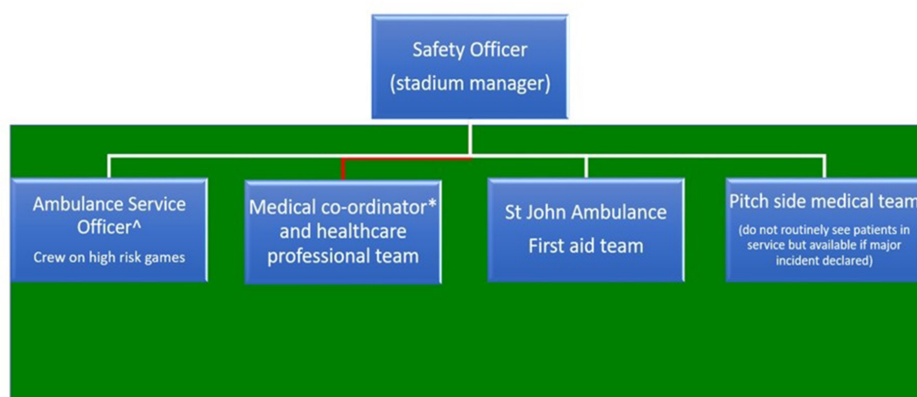 Safety Officer
(stadium manager)
Ambulance Service
Officer^
Crew on high risk games
Medical co-ordinator*
and healthcare
professional team
St John Ambulance
First aid team
Pitch side medical team
(do not routinely see patients in
service but available if major
incident declared)